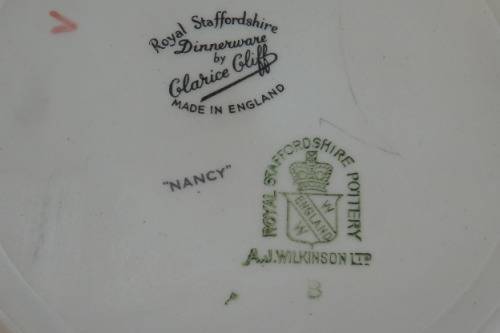 Royal Staffordshire
Dinnerware
by
Clarice Cliff
MADE IN ENGLAND
"NANCY"
ROYAL STAFFORDSHIRE POTTERY
W
ENGLAND
W
A.J. WILKINSON LTD
B